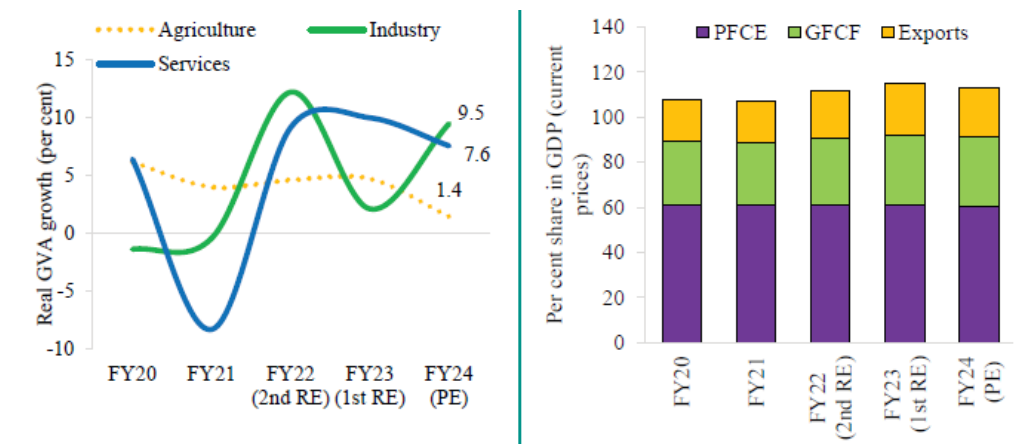 Agriculture
Industry
Services
Real GVA growth (per cent)
15
10
5
0
-5
-10
9.5
7.6
1.4
FY20
FY21
FY22
(2nd RE)
FY23
(1st RE)
FY24
(PE)
PFCE
GFCF
Exports
Per cent share in GDP (current
prices)
140
120
100
80
60
40
20
0
FY20
FY21
FY22
(2nd RE)
FY23
(1st RE)
FY24
(PE)